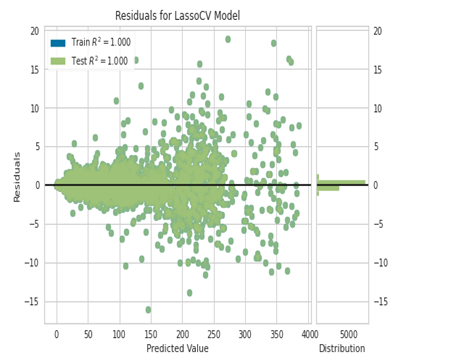 Residuals for LassoCV Model
Train R² = 1.000
Test R² = 1.000
20
15
10
5
0
−5
−10
−15
Residuals
0 50 100 150 200 250 300 350 400
Predicted Value
20
15
10
5
0
−5
−10
−15
0 5000
Distribution